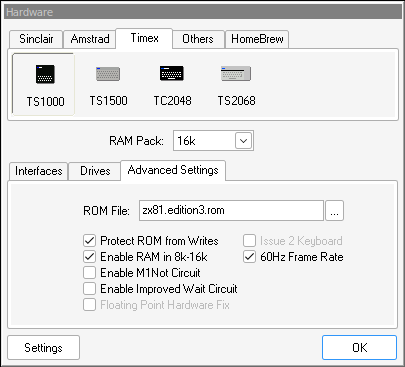 Hardware
Sinclair Amstrad Timex Others HomeBrew
TS1000 TS1500 TC2048 TS2068
RAM Pack: 16k
Interfaces Drives Advanced Settings
ROM File: zx81.edition3.rom ...
Protect ROM from Writes Issue 2 Keyboard
Enable RAM in 8k-16k 60Hz Frame Rate
Enable M1Not Circuit
Enable Improved Wait Circuit
Floating Point Hardware Fix
Settings OK